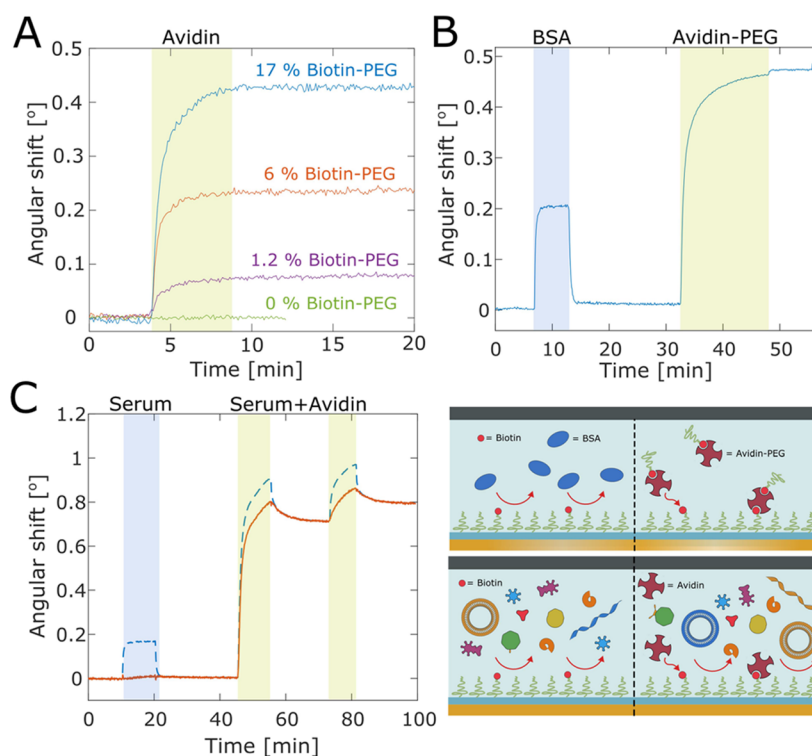 A
Avidin
Angular shift [°]
0.5
0.4
0.3
0.2
0.1
0
17 % Biotin-PEG
6 % Biotin-PEG
1.2 % Biotin-PEG
0 % Biotin-PEG
0 5 10 15 20
Time [min]
B
BSA Avidin-PEG
Angular shift [°]
0.5
0.4
0.3
0.2
0.1
0
0 10 20 30 40 50
Time [min]
C
Serum Serum+Avidin
Angular shift [°]
1.2
1
0.8
0.6
0.4
0.2
0
0 20 40 60 80 100
Time [min]
= Biotin = BSA
= Avidin-PEG
= Biotin = Avidin